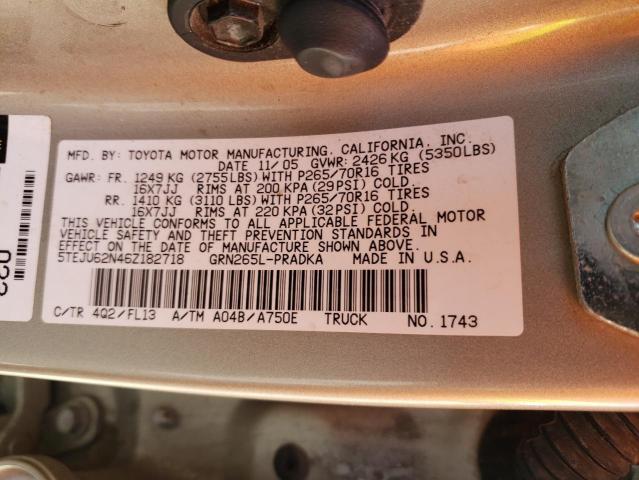 MFD. BY: TOYOTA MOTOR MANUFACTURING, CALIFORNIA, INC.
DATE 11/05 GVWR: 2426 KG (5350LBS)
GAWR: FR. 1249 KG (2755LBS) WITH P265/70R16 TIRES
16X7JJ RIMS AT 200 KPA (29PSI) COLD
RR. 1410 KG (3110 LBS) WITH P265/70R16 TIRES
16X7JJ RIMS AT 220 KPA (32PSI) COLD
THIS VEHICLE CONFORMS TO ALL APPLICABLE FEDERAL MOTOR
VEHICLE SAFETY AND THEFT PREVENTION STANDARDS IN
EFFECT ON THE DATE OF MANUFACTURE SHOWN ABOVE.
5TEJU62N46Z182718 GRN265L-PRADKA MADE IN U.S.A.
C/TR 4Q2/FL13 A/TM A04B/A750E TRUCK NO. 1743